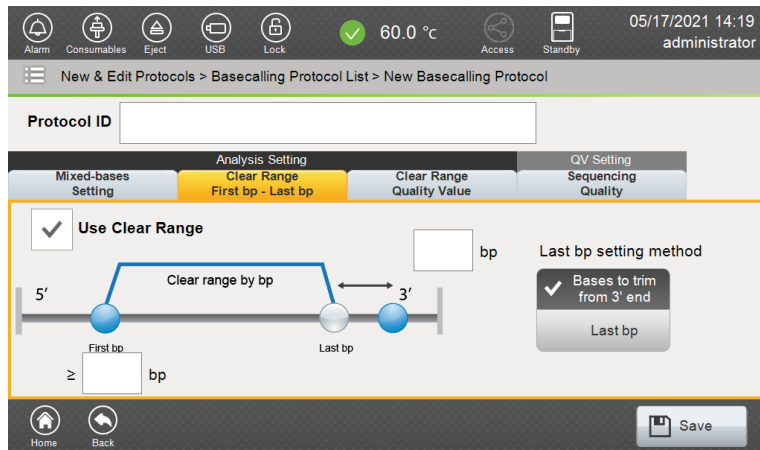 60.0 °c
05/17/2021 14:19
administrator
Alarm
Consumables
Eject
USB
Lock
Access
Standby
New & Edit Protocols > Basecalling Protocol List > New Basecalling Protocol
Protocol ID
Analysis Setting
QV Setting
Mixed-bases
Setting
Clear Range
First bp - Last bp
Clear Range
Quality Value
Sequencing
Quality
Use Clear Range
bp
Last bp setting method
Clear range by bp
Bases to trim
from 3' end
Last bp
5′
3′
First bp
Last bp
≥
bp
Home
Back
Save